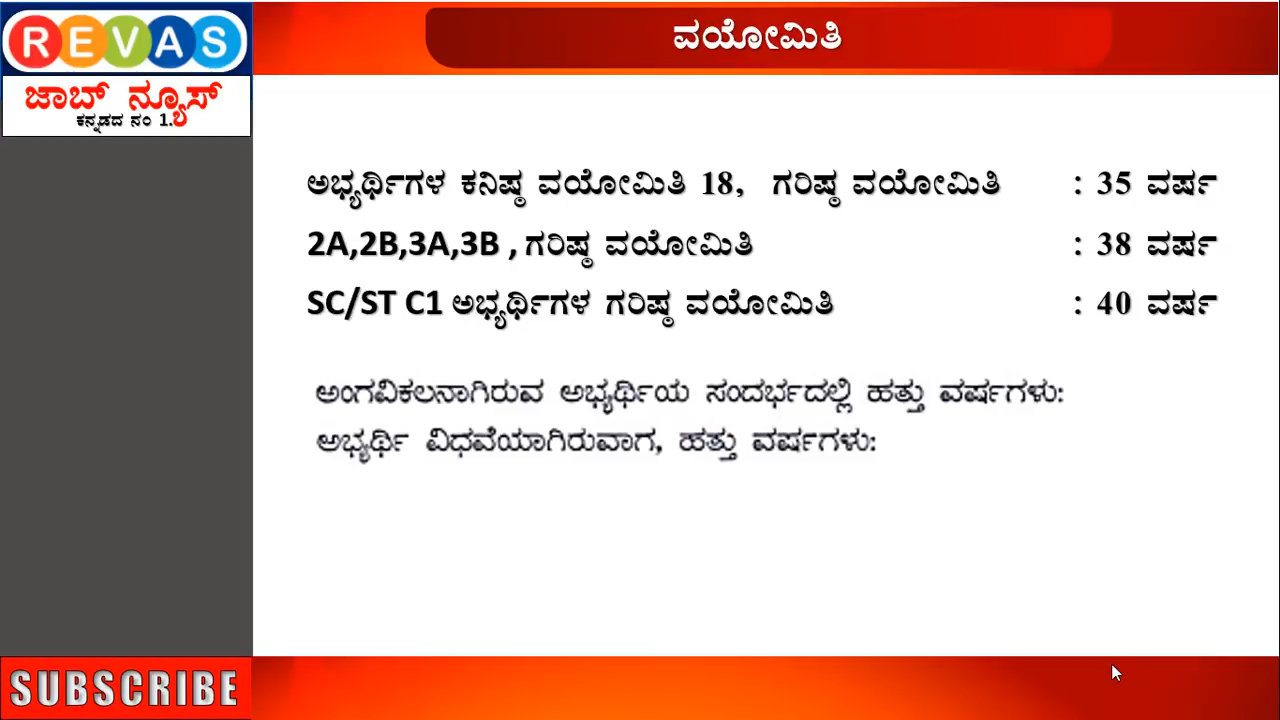 REVAS
ಜಾಬ್ ನ್ಯೂಸ್
ಕನ್ನಡದ ನಂ 1.
ವಯೋಮಿತಿ
ಅಭ್ಯರ್ಥಿಗಳ ಕನಿಷ್ಠ ವಯೋಮಿತಿ 18, ಗರಿಷ್ಠ ವಯೋಮಿತಿ : 35 ವರ್ಷ
2A,2B,3A,3B , ಗರಿಷ್ಠ ವಯೋಮಿತಿ : 38 ವರ್ಷ
SC/ST C1 ಅಭ್ಯರ್ಥಿಗಳ ಗರಿಷ್ಠ ವಯೋಮಿತಿ : 40 ವರ್ಷ
ಅಂಗವಿಕಲನಾಗಿರುವ ಅಭ್ಯರ್ಥಿಯ ಸಂದರ್ಭದಲ್ಲಿ ಹತ್ತು ವರ್ಷಗಳು:
ಅಭ್ಯರ್ಥಿ ವಿಧವೆಯಾಗಿರುವಾಗ, ಹತ್ತು ವರ್ಷಗಳು:
SUBSCRIBE